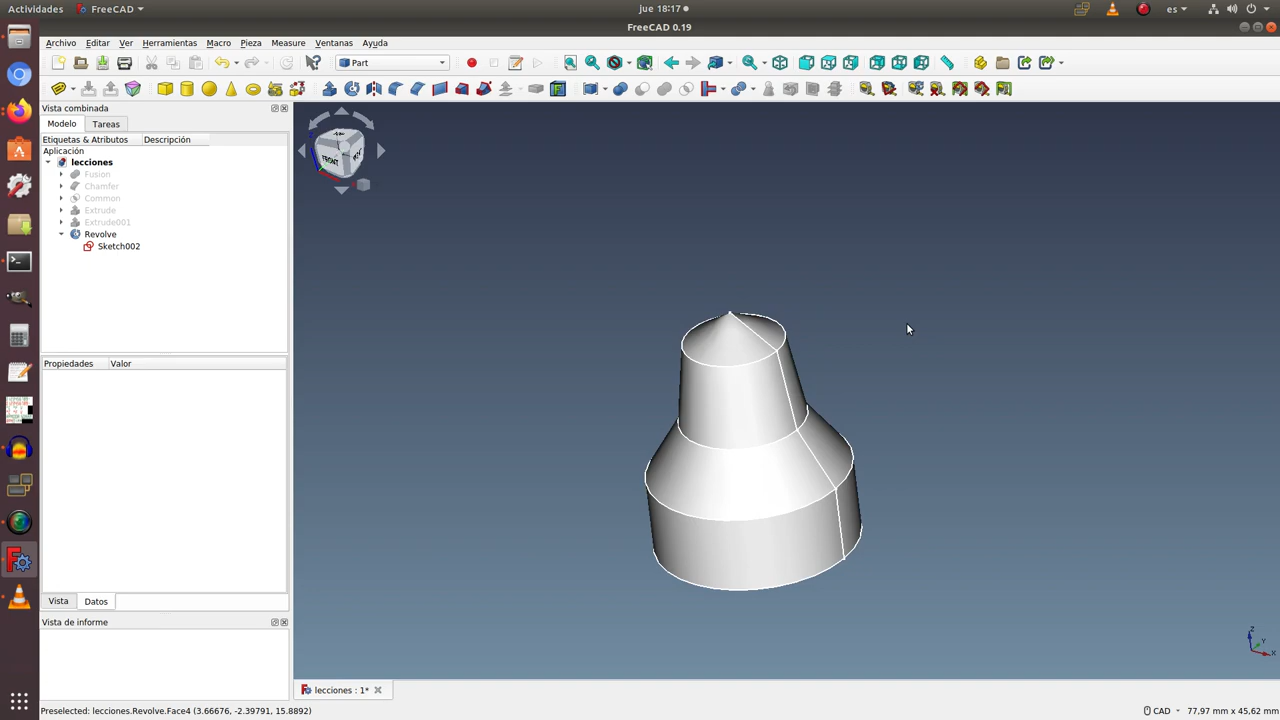 Actividades FreeCAD jue 18:17 es
FreeCAD 0.19
Archivo Editar Ver Herramientas Macro Pieza Measure Ventanas Ayuda
Part
Vista combinada
Modelo Tareas
Etiquetas & Atributos Descripción
Aplicación
lecciones
Fusion
Chamfer
Common
Extrude
Extrude001
Revolve
Sketch002
Propiedades Valor
Vista Datos
Vista de informe
FRONT
Z
Y
X
lecciones : 1*
Preselected: lecciones.Revolve.Face4 (3.66676, -2.39791, 15.8892) CAD 77,97 mm x 45,62 mm